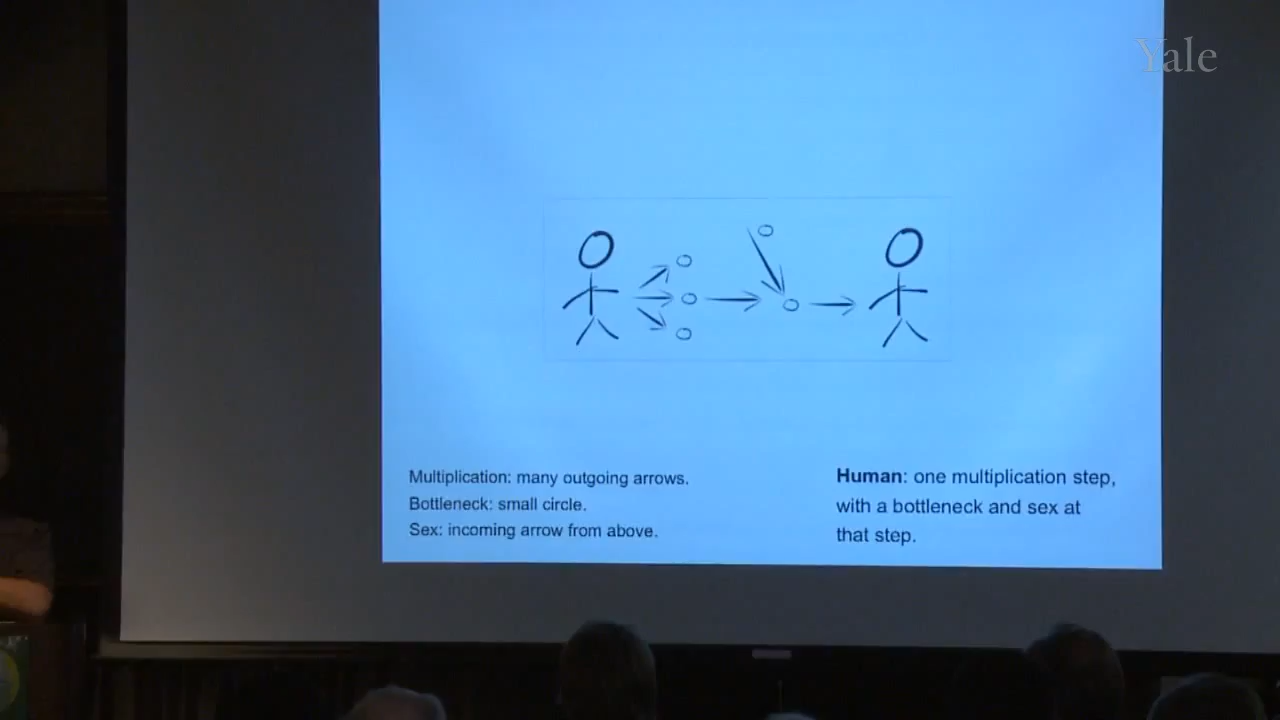 Yale
Multiplication: many outgoing arrows.
Bottleneck: small circle.
Sex: incoming arrow from above.
Human: one multiplication step,
with a bottleneck and sex at
that step.